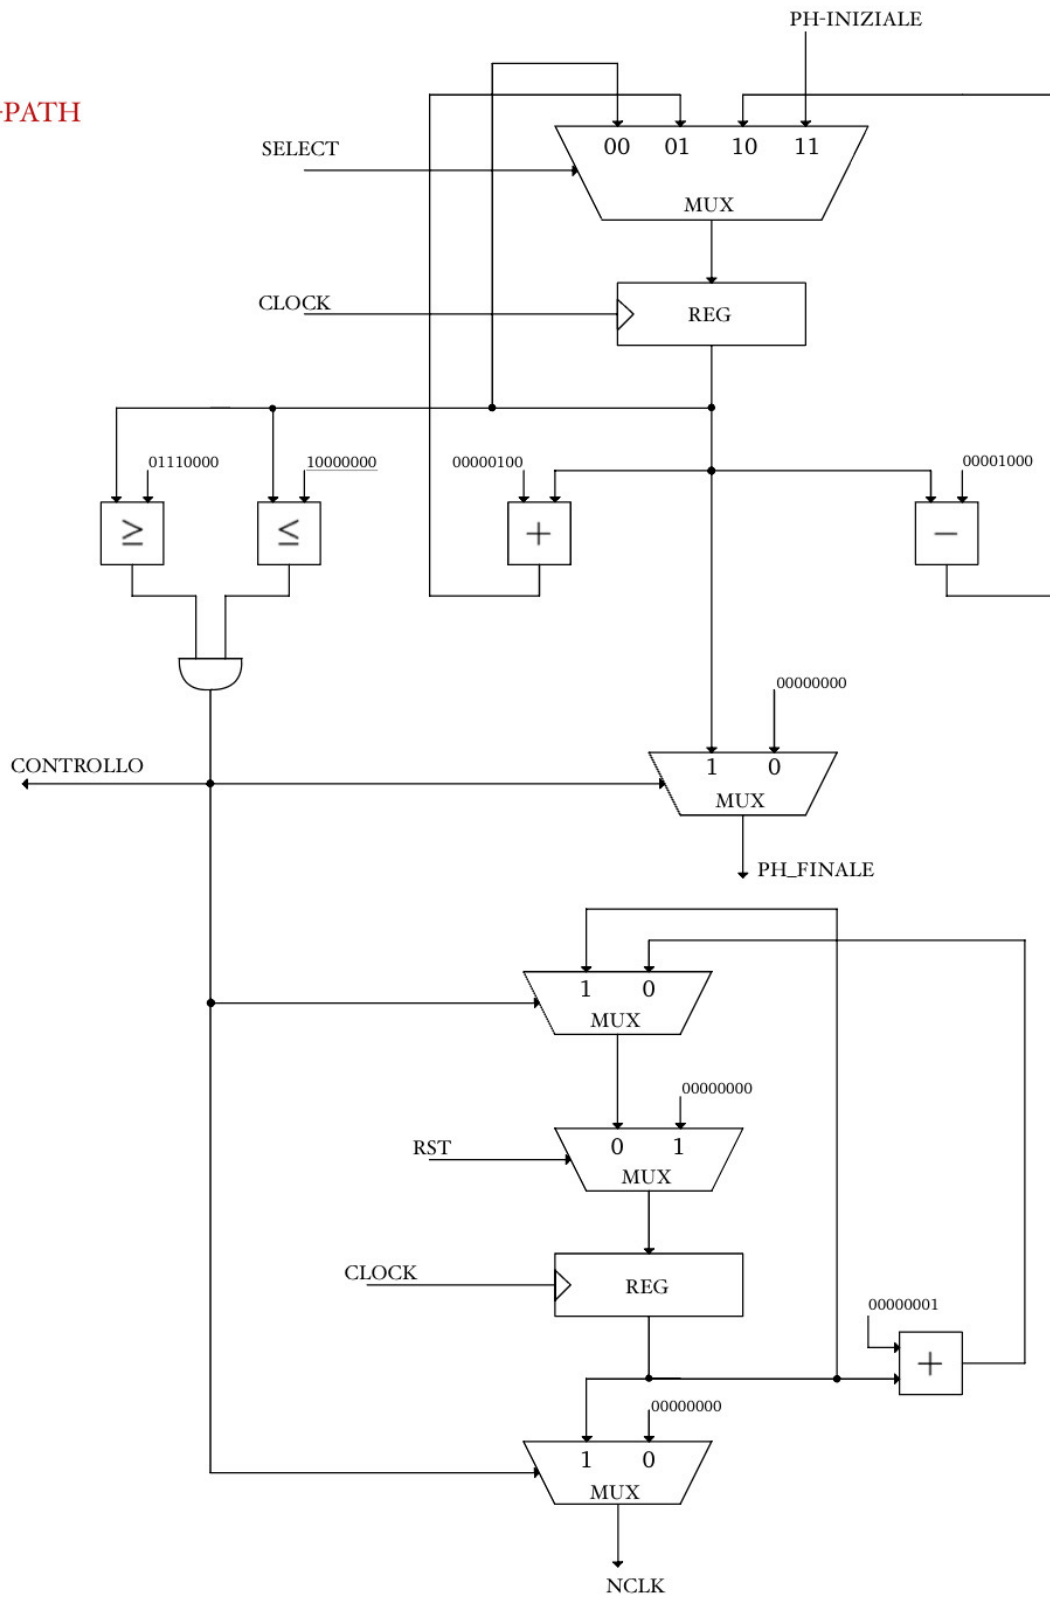 PH-INIZIALE
-PATH
SELECT
00 01 10 11
MUX
CLOCK
REG
01110000
10000000
00000100
00001000
≥
≤
+
−
00000000
CONTROLLO
1 0
MUX
PH_FINALE
1 0
MUX
00000000
RST
0 1
MUX
CLOCK
REG
00000001
+
00000000
1 0
MUX
NCLK